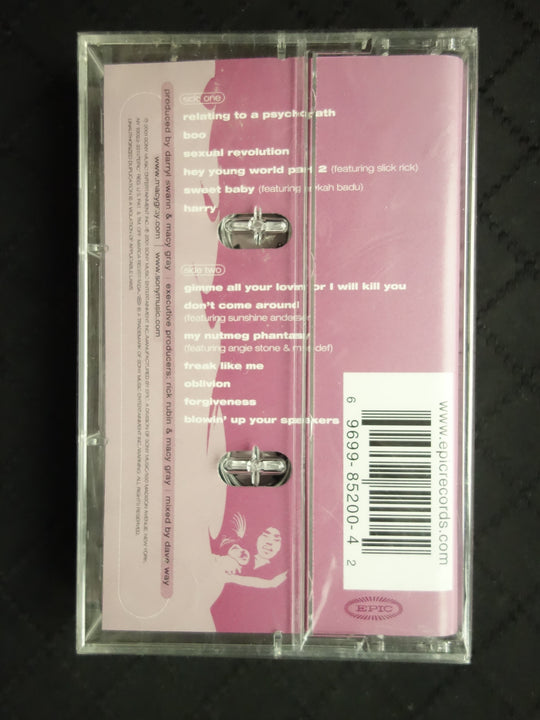 side one
relating to a psychopath
boo
sexual revolution
hey young world part 2 (featuring slick rick)
sweet baby (featuring erykah badu)
harry
side two
gimme all your lovin' or I will kill you
don't come around
(featuring sunshine anderson)
my nutmeg phantasy
(featuring angie stone & mos def)
freak like me
oblivion
forgiveness
blowin' up your speakers
produced by darryl swann & macy gray | executive producers: rick rubin & macy gray | mixed by dave way
www.macygray.com | www.sonymusic.com
www.epicrecords.com
6 9699-85200-4 2
EPIC